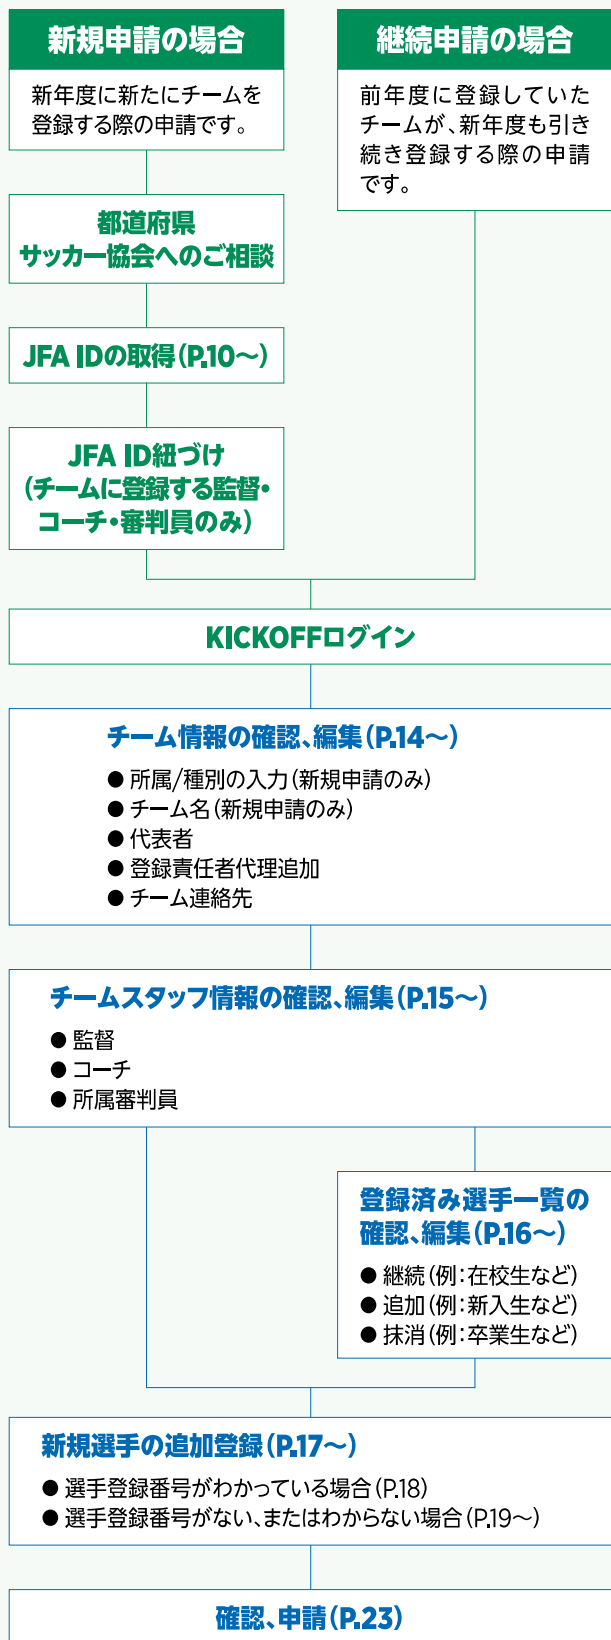 新規申請の場合
新年度に新たにチームを
登録する際の申請です。
継続申請の場合
前年度に登録していた
チームが、新年度も引き
続き登録する際の申請
です。
都道府県
サッカー協会へのご相談
JFA IDの取得(P.10〜)
JFA ID紐づけ
(チームに登録する監督・
コーチ・審判員のみ)
KICKOFFログイン
チーム情報の確認、編集(P.14〜)
● 所属/種別の入力(新規申請のみ)
● チーム名(新規申請のみ)
● 代表者
● 登録責任者代理追加
● チーム連絡先
チームスタッフ情報の確認、編集(P.15〜)
● 監督
● コーチ
● 所属審判員
登録済み選手一覧の
確認、編集(P.16〜)
● 継続(例:在校生など)
● 追加(例:新入生など)
● 抹消(例:卒業生など)
新規選手の追加登録(P.17〜)
● 選手登録番号がわかっている場合(P.18)
● 選手登録番号がない、またはわからない場合(P.19〜)
確認、申請(P.23)